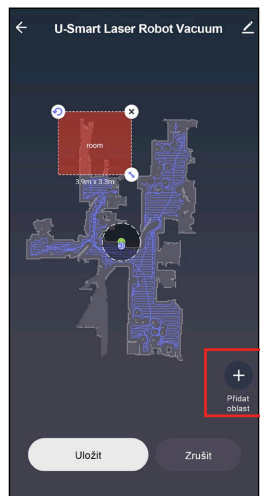 U-Smart Laser Robot Vacuum
room
3.9m x 3.3m
Přidat
oblast
Uložit
Zrušit